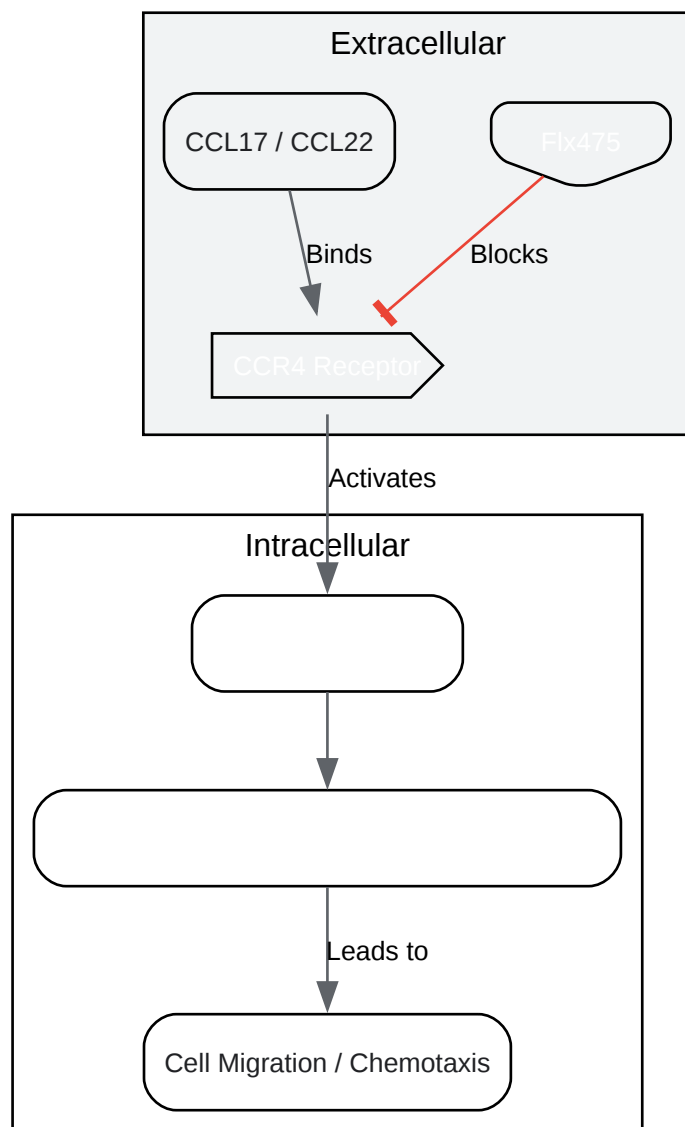 Extracellular
CCL17 / CCL22
Flx475
Binds
Blocks
CCR4 Receptor
Activates
Intracellular
Leads to
Cell Migration / Chemotaxis